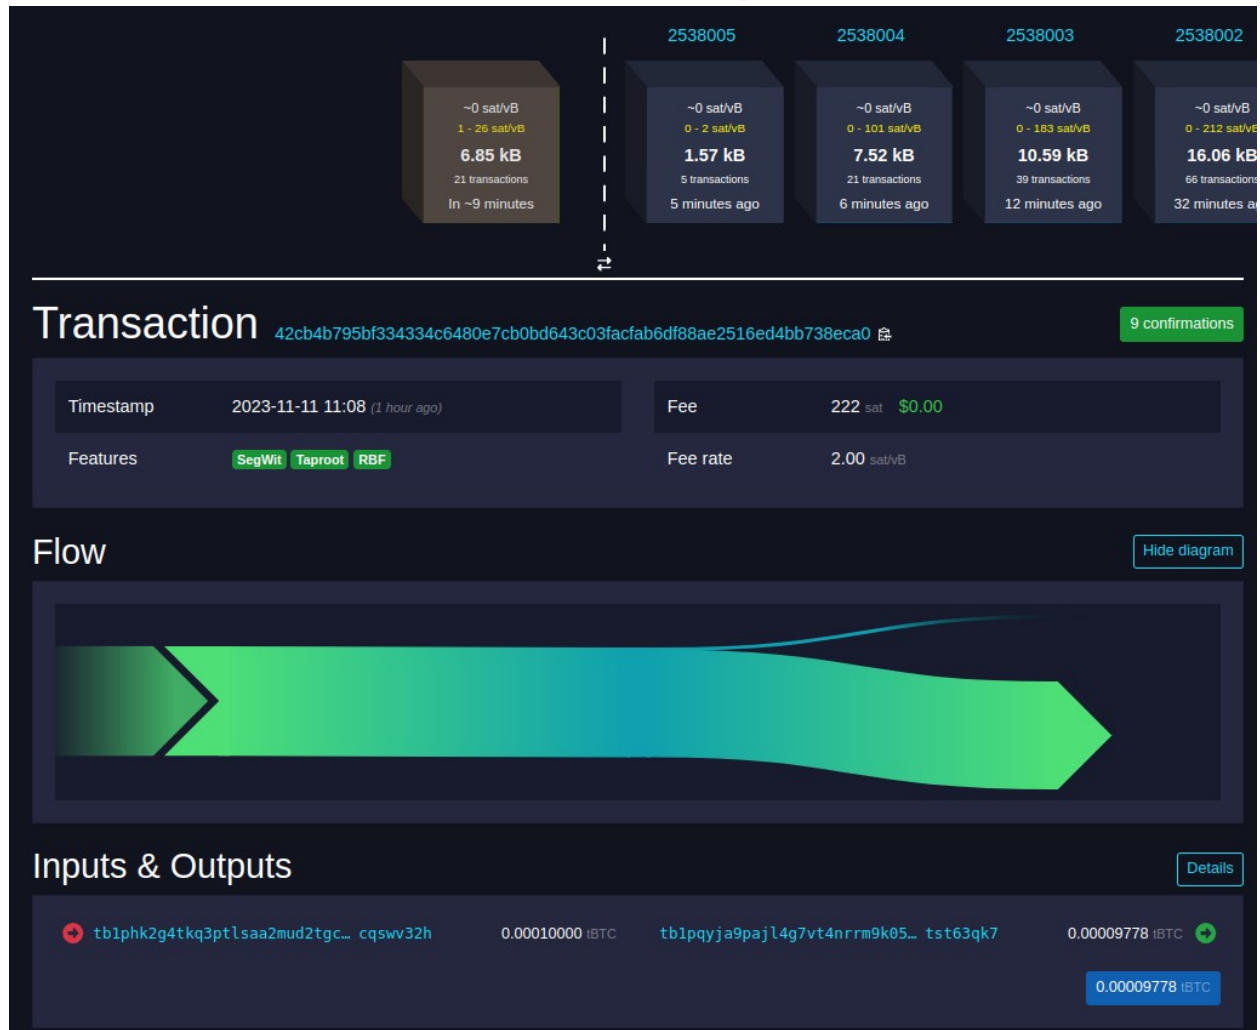 2538005 2538004 2538003 2538002
~0 sat/vB ~0 sat/vB ~0 sat/vB ~0 sat/vB ~0 sat/vB
1 - 26 sat/vB 0 - 2 sat/vB 0 - 101 sat/vB 0 - 183 sat/vB 0 - 212 sat/vB
6.85 kB 1.57 kB 7.52 kB 10.59 kB 16.06 kB
21 transactions 5 transactions 21 transactions 39 transactions 66 transactions
In ~9 minutes 5 minutes ago 6 minutes ago 12 minutes ago 32 minutes a
Transaction 42cb4b795bf334334c6480e7cb0bd643c03facfab6df88ae2516ed4bb738eca0 9 confirmations
Timestamp 2023-11-11 11:08 (1 hour ago) Fee 222 sat $0.00
Features SegWit Taproot RBF Fee rate 2.00 sat/vB
Flow Hide diagram
Inputs & Outputs Details
tb1phk2g4tkq3ptlsaa2mud2tgc… cqswv32h 0.00010000 tBTC tb1pqyja9pajl4g7vt4nrrm9k05… tst63qk7 0.00009778 tBTC
0.00009778 tBTC